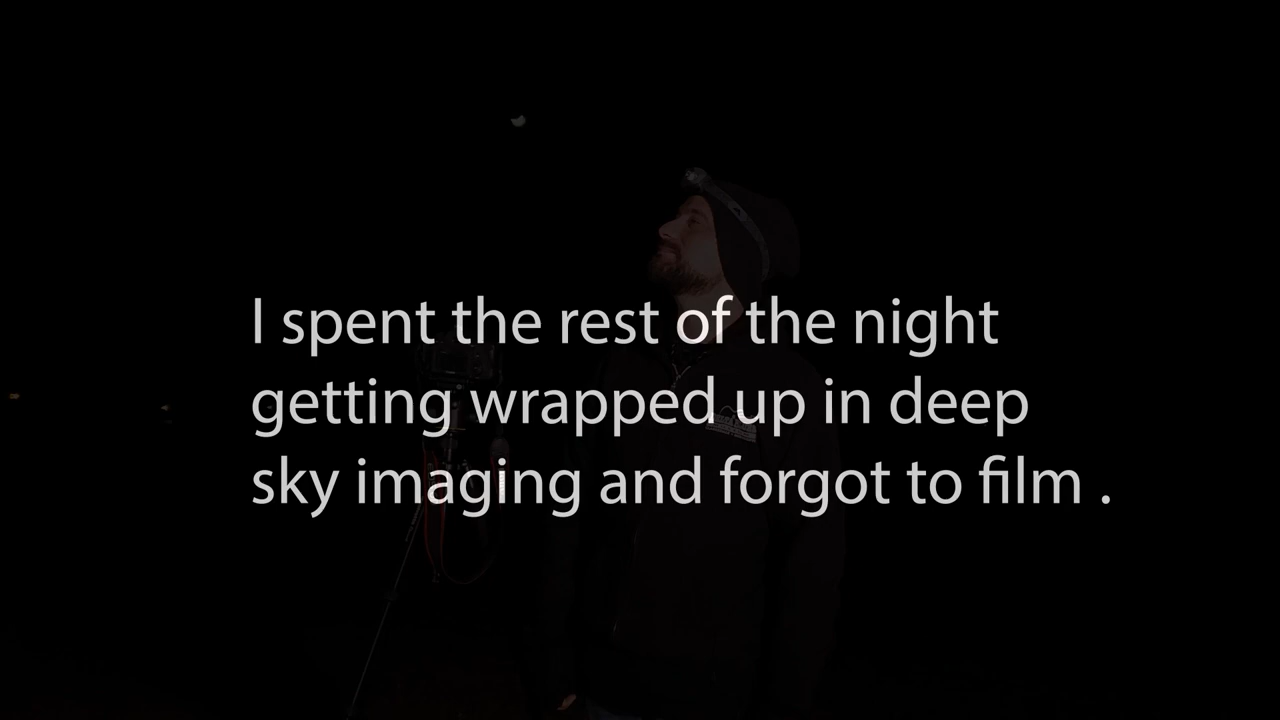 I spent the rest of the night
getting wrapped up in deep
sky imaging and forgot to film .